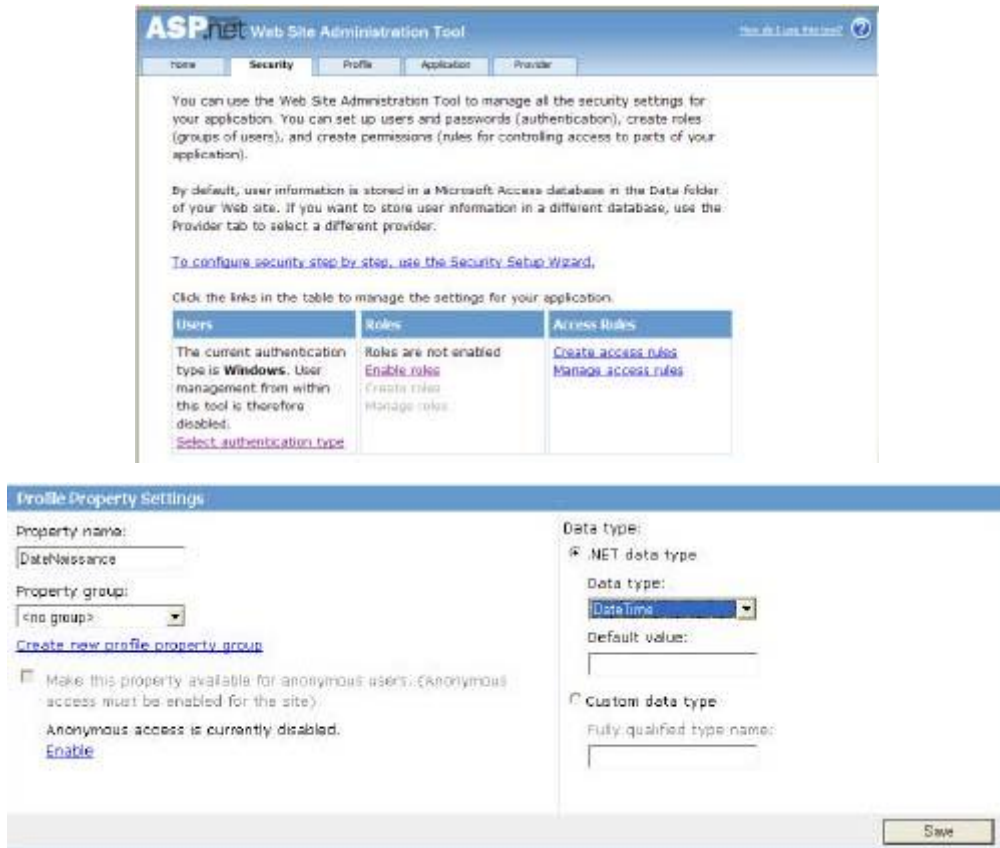 ASP.net Web Site Administration Tool
How do I use this tool? ?
Home Security Profile Application Provider
You can use the Web Site Administration Tool to manage all the security settings for
your application. You can set up users and passwords (authentication), create roles
(groups of users), and create permissions (rules for controlling access to parts of your
application).
By default, user information is stored in a Microsoft Access database in the Data folder
of your Web site. If you want to store user information in a different database, use the
Provider tab to select a different provider.
To configure security step by step, use the Security Setup Wizard.
Click the links in the table to manage the settings for your application.
Users
The current authentication
type is Windows. User
management from within
this tool is therefore
disabled.
Select authentication type
Roles
Roles are not enabled
Enable roles
Create roles
Manage roles
Access Rules
Create access rules
Manage access rules
Profile Property Settings
Property name:
DateNaissance
Property group:
<no group>
Create new profile property group
Make this property available for anonymous users. (Anonymous
access must be enabled for the site)
Anonymous access is currently disabled.
Enable
Data type:
.NET data type
Data type:
DateTime
Default value:
Custom data type
Fully qualified type name:
Save